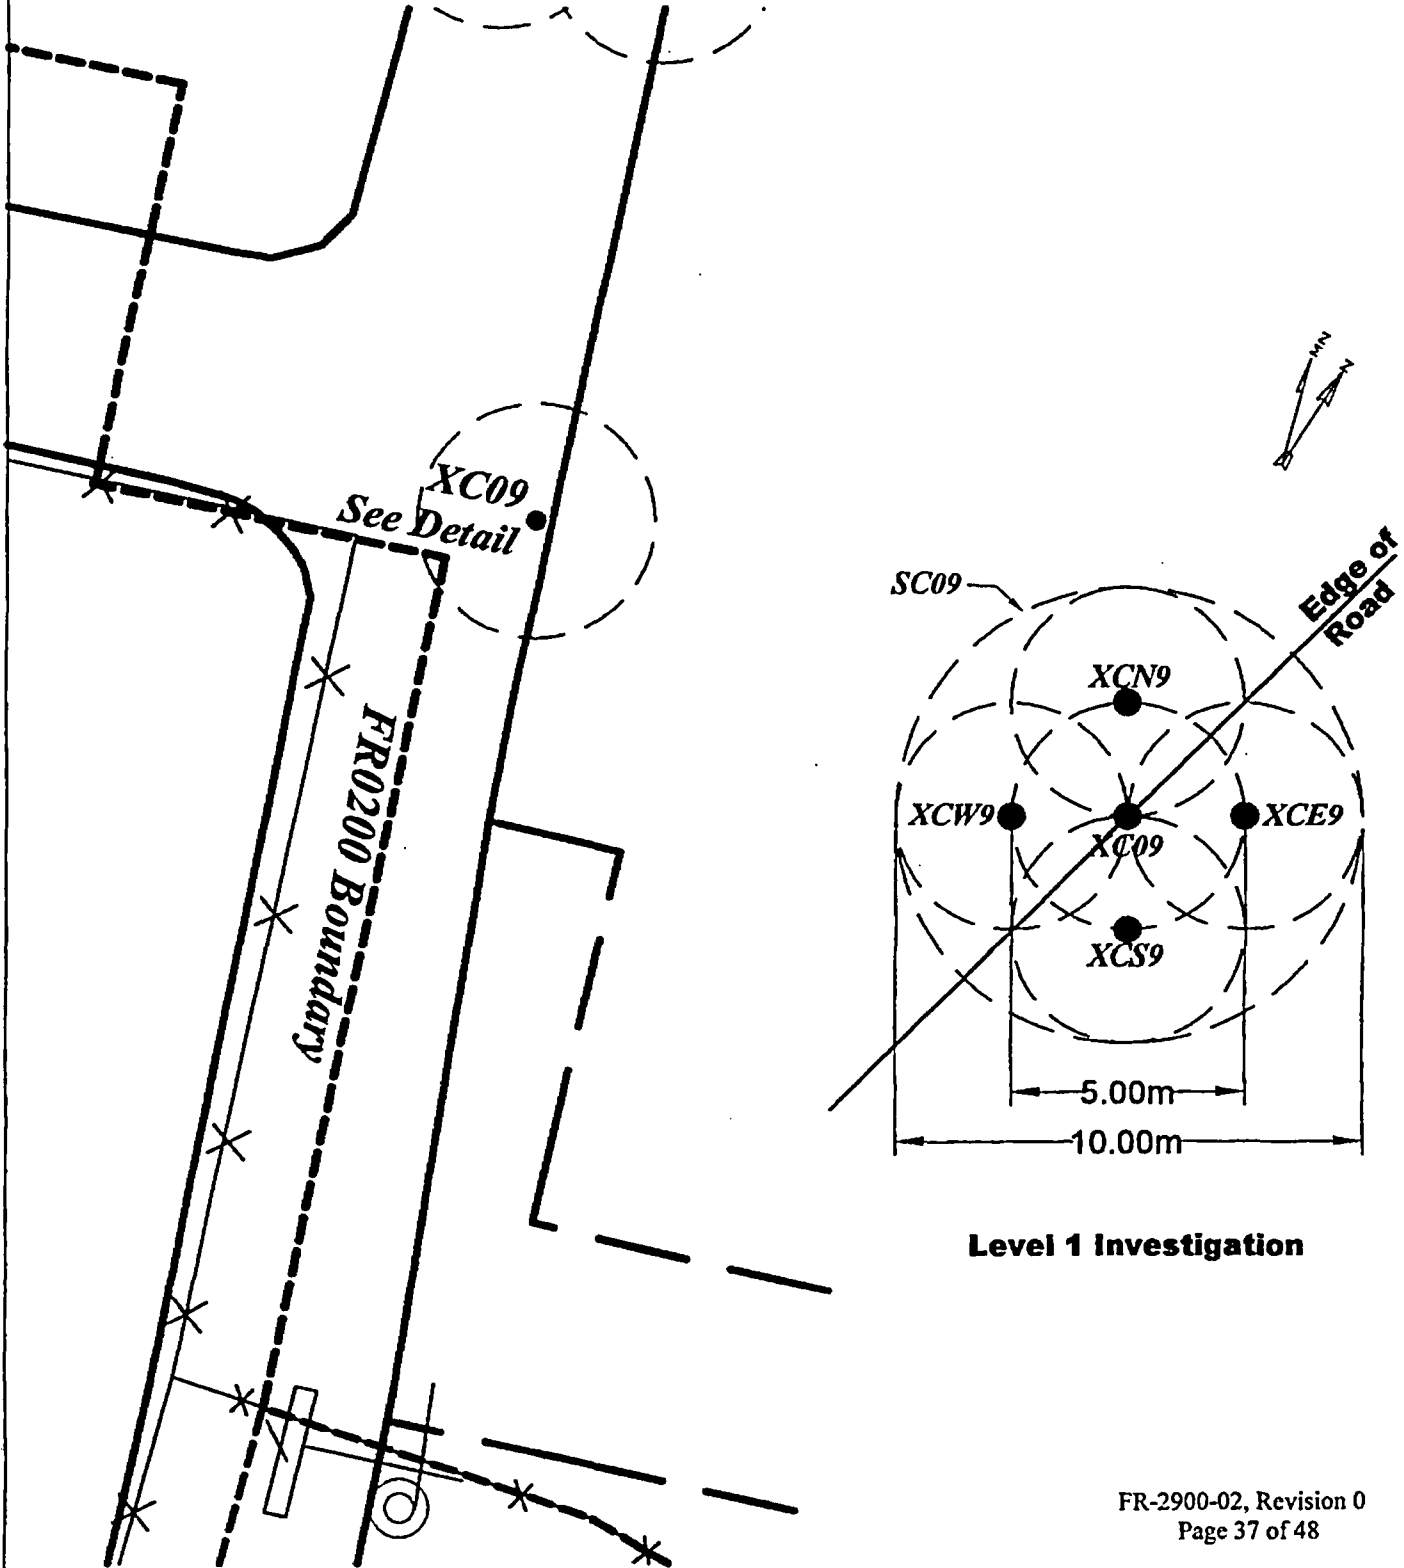 XC09
See Detail
FR0200 Boundary
MN
N
Edge of
Road
SC09
XCN9
XCW9
XCE9
XC09
XCS9
5.00m
10.00m
Level 1 Investigation
FR-2900-02, Revision 0
Page 37 of 48